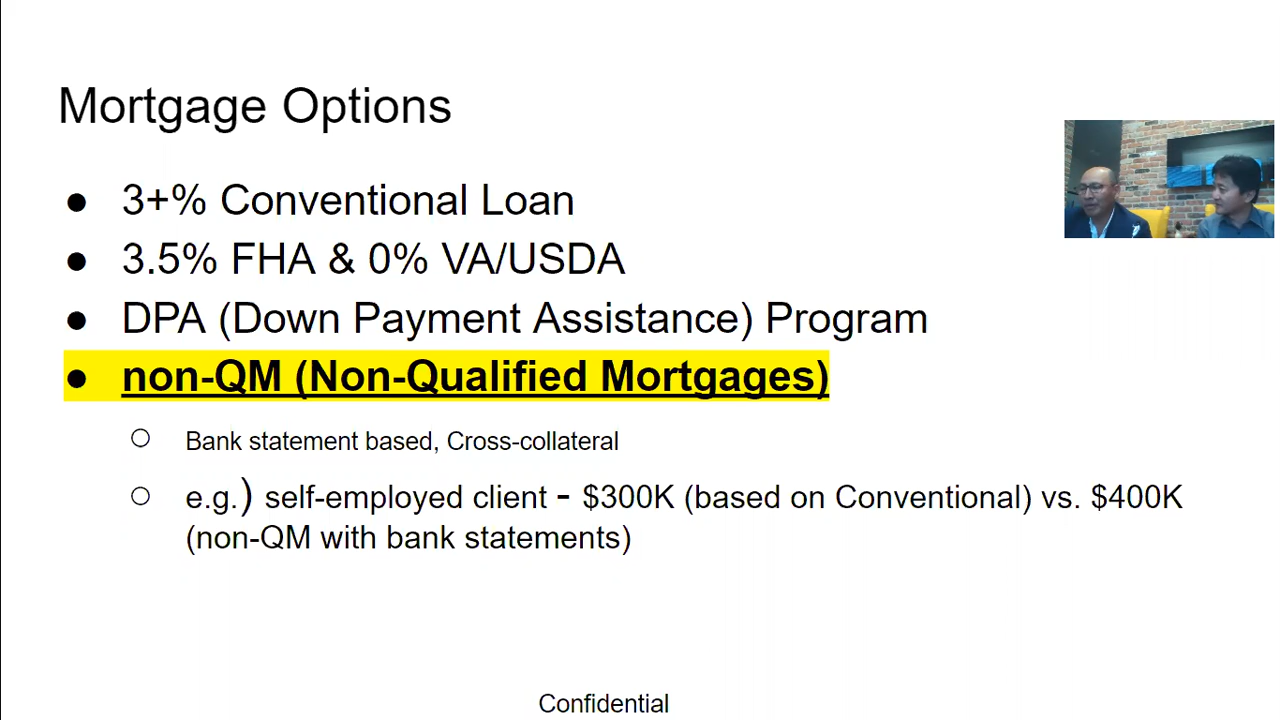 Mortgage Options
● 3+% Conventional Loan
● 3.5% FHA & 0% VA/USDA
● DPA (Down Payment Assistance) Program
● non-QM (Non-Qualified Mortgages)
○ Bank statement based, Cross-collateral
○ e.g.) self-employed client - $300K (based on Conventional) vs. $400K
(non-QM with bank statements)
Confidential